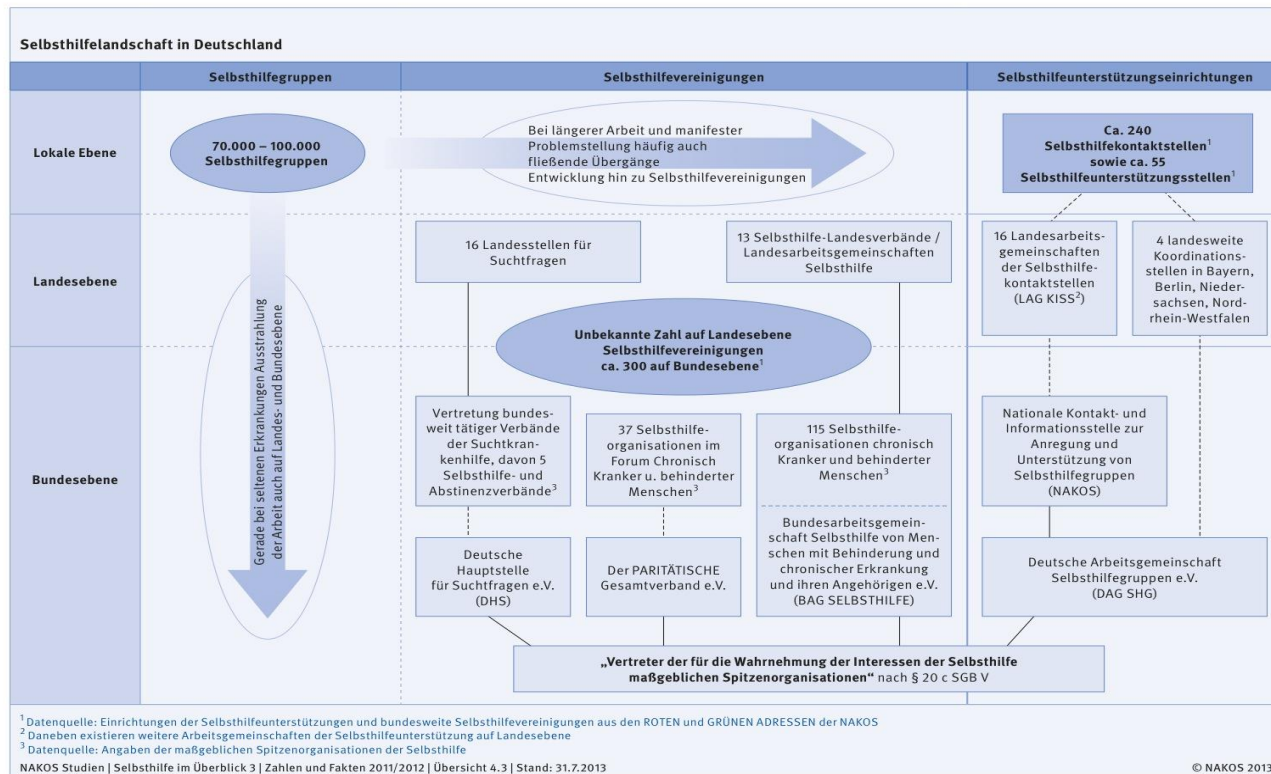 Selbsthilfelandschaft in Deutschland
Selbsthilfegruppen
Selbsthilfevereinigungen
Selbsthilfeunterstützungseinrichtungen
Lokale Ebene
70.000 – 100.000
Selbsthilfegruppen
Bei längerer Arbeit und manifester
Problemstellung häufig auch
fließende Übergänge
Entwicklung hin zu Selbsthilfevereinigungen
Ca. 240
Selbsthilfekontaktstellen¹
sowie ca. 55
Selbsthilfeunterstützungsstellen¹
Landesebene
Gerade bei seltenen Erkrankungen Ausstrahlung
der Arbeit auch auf Landes- und Bundesebene
16 Landesstellen für
Suchtfragen
13 Selbsthilfe-Landesverbände /
Landesarbeitsgemeinschaften
Selbsthilfe
16 Landesarbeits-
gemeinschaften
der Selbsthilfe-
kontaktstellen
(LAG KISS²)
4 landesweite
Koordinations-
stellen in Bayern,
Berlin, Nieder-
sachsen, Nord-
rhein-Westfalen
Unbekannte Zahl auf Landesebene
Selbsthilfevereinigungen
ca. 300 auf Bundesebene¹
Bundesebene
Vertretung bundes-
weit tätiger Verbände
der Suchtkran-
kenhilfe, davon 5
Selbsthilfe- und
Abstinenzverbände³
37 Selbsthilfe-
organisationen im
Forum Chronisch
Kranker u. behinderter
Menschen³
115 Selbsthilfe-
organisationen chronisch
Kranker und behinderter
Menschen³
Nationale Kontakt- und
Informationsstelle zur
Anregung und
Unterstützung von
Selbsthilfegruppen
(NAKOS)
Deutsche
Hauptstelle
für Suchtfragen e.V.
(DHS)
Der PARITÄTISCHE
Gesamtverband e.V.
Bundesarbeitsgemein-
schaft Selbsthilfe von Men-
schen mit Behinderung und
chronischer Erkrankung
und ihren Angehörigen e.V.
(BAG SELBSTHILFE)
Deutsche Arbeitsgemeinschaft
Selbsthilfegruppen e.V.
(DAG SHG)
„Vertreter der für die Wahrnehmung der Interessen der Selbsthilfe
maßgeblichen Spitzenorganisationen“ nach § 20 c SGB V
¹ Datenquelle: Einrichtungen der Selbsthilfeunterstützungen und bundesweite Selbsthilfevereinigungen aus den ROTEN und GRÜNEN ADRESSEN der NAKOS
² Daneben existieren weitere Arbeitsgemeinschaften der Selbsthilfeunterstützung auf Landesebene
³ Datenquelle: Angaben der maßgeblichen Spitzenorganisationen der Selbsthilfe
NAKOS Studien | Selbsthilfe im Überblick 3 | Zahlen und Fakten 2011/2012 | Übersicht 4.3 | Stand: 31.7.2013
© NAKOS 2013